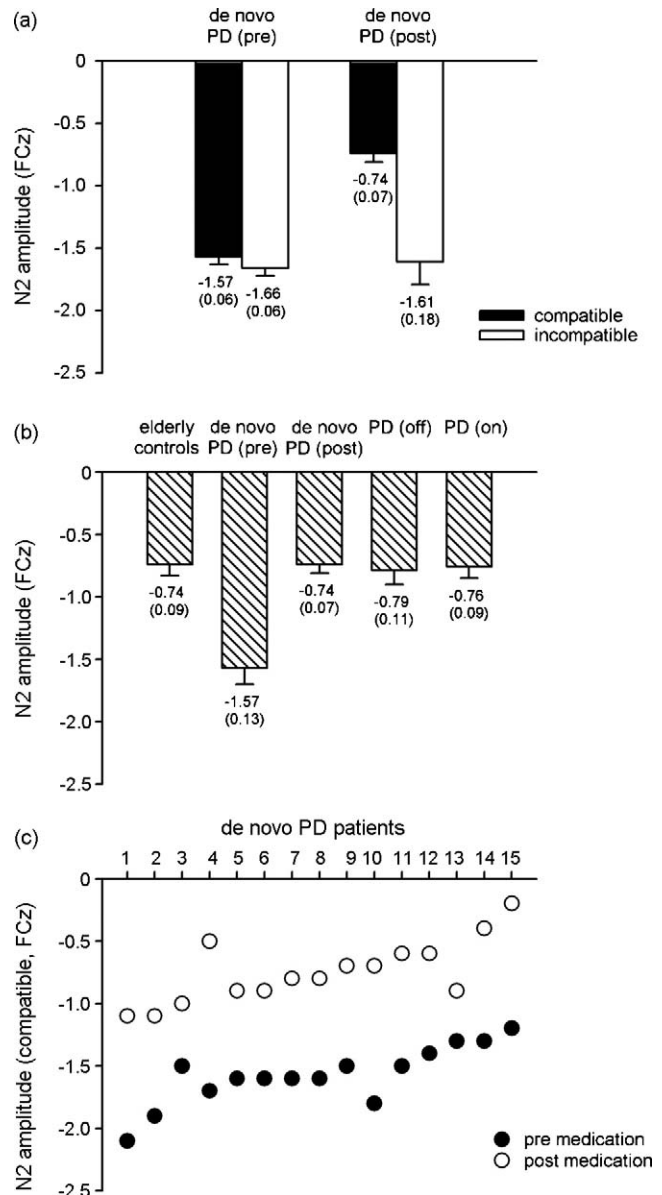 (a)
de novo de novo
PD (pre) PD (post)
0
-0.5
-1.0
-1.5
-2.0
-2.5
N2 amplitude (FCz)
-0.74
(0.07)
-1.57
(0.06)
-1.66
(0.06)
-1.61
(0.18)
compatible
incompatible
(b)
elderly de novo de novo PD (off) PD (on)
controls PD (pre) PD (post)
0
-0.5
-1.0
-1.5
-2.0
-2.5
N2 amplitude (FCz)
-0.74 -0.74 -0.79 -0.76
(0.09) (0.07) (0.11) (0.09)
-1.57
(0.13)
(c)
de novo PD patients
1 2 3 4 5 6 7 8 9 10 11 12 13 14 15
0
-0.5
-1.0
-1.5
-2.0
-2.5
N2 amplitude (compatible, FCz)
pre medication
post medication